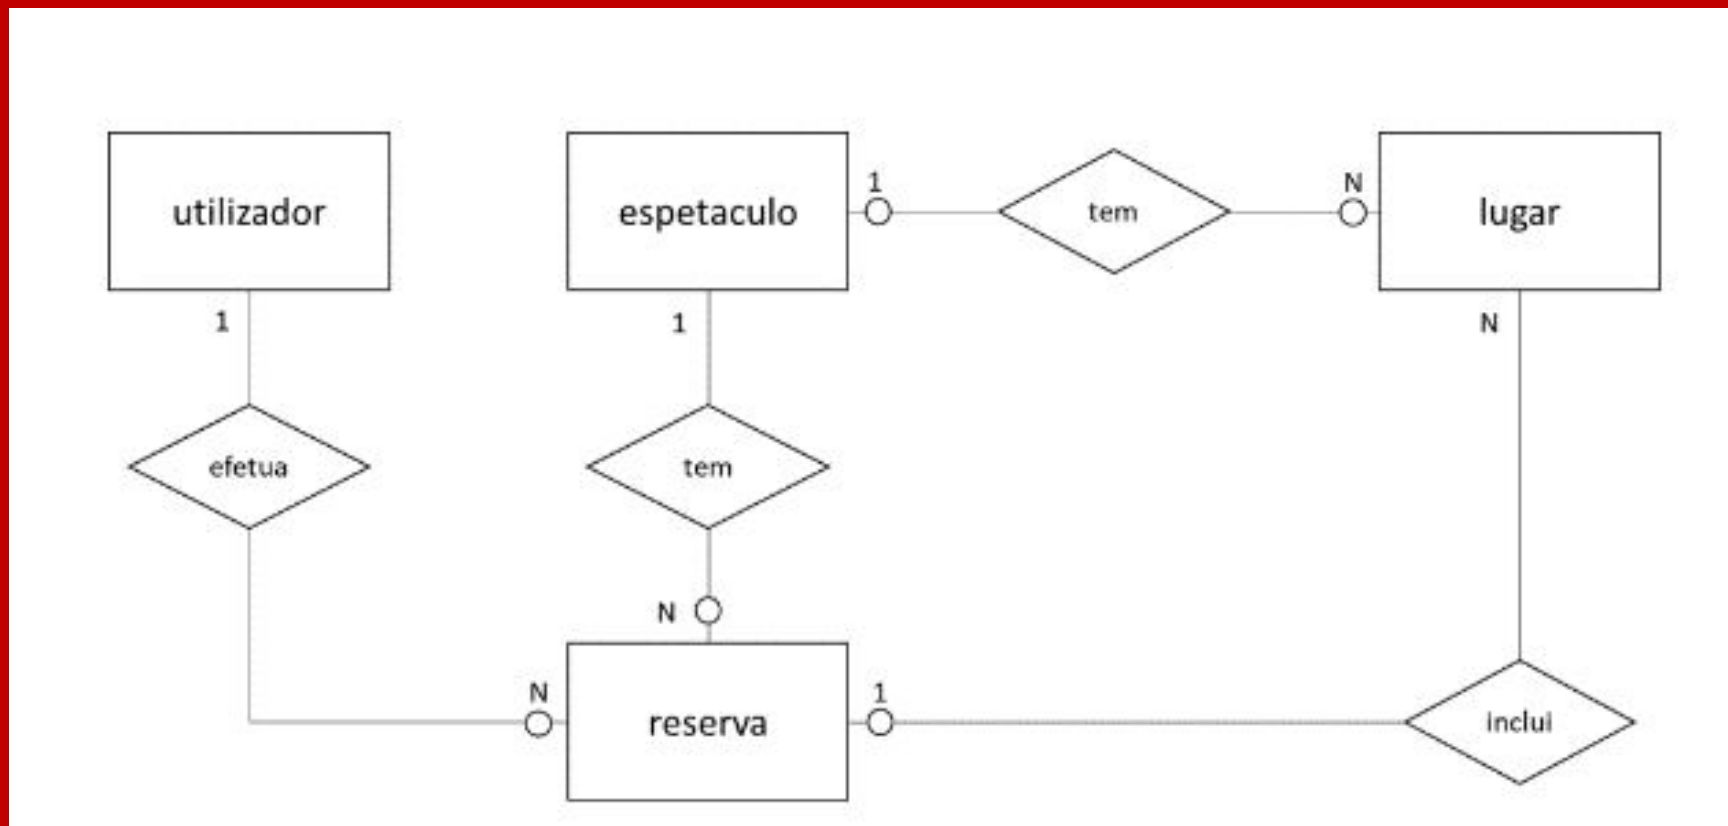 utilizador
espetaculo
1
tem
N
lugar
1
1
N
efetua
tem
N
N
reserva
1
inclui